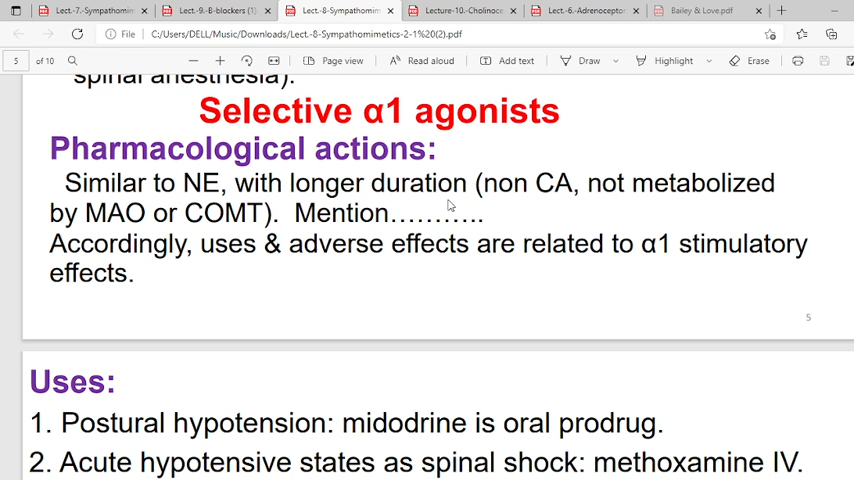 Lect.-7.-Sympathom
Lect.-9.-B-blockers (1)
Lect.-8-Sympathomim
Lecture-10.-Cholinoce
Lect.-6.-Adrenoceptor
Bailey & Love.pdf
File C:/Users/DELL/Music/Downloads/Lect.-8-Sympathomimetics-2-1%20(2).pdf
5 of 10 Page view Read aloud Add text Draw Highlight Erase
spinal anesthesia).
Selective α1 agonists
Pharmacological actions:
Similar to NE, with longer duration (non CA, not metabolized
by MAO or COMT). Mention………..
Accordingly, uses & adverse effects are related to α1 stimulatory
effects.
5
Uses:
1. Postural hypotension: midodrine is oral prodrug.
2. Acute hypotensive states as spinal shock: methoxamine IV.